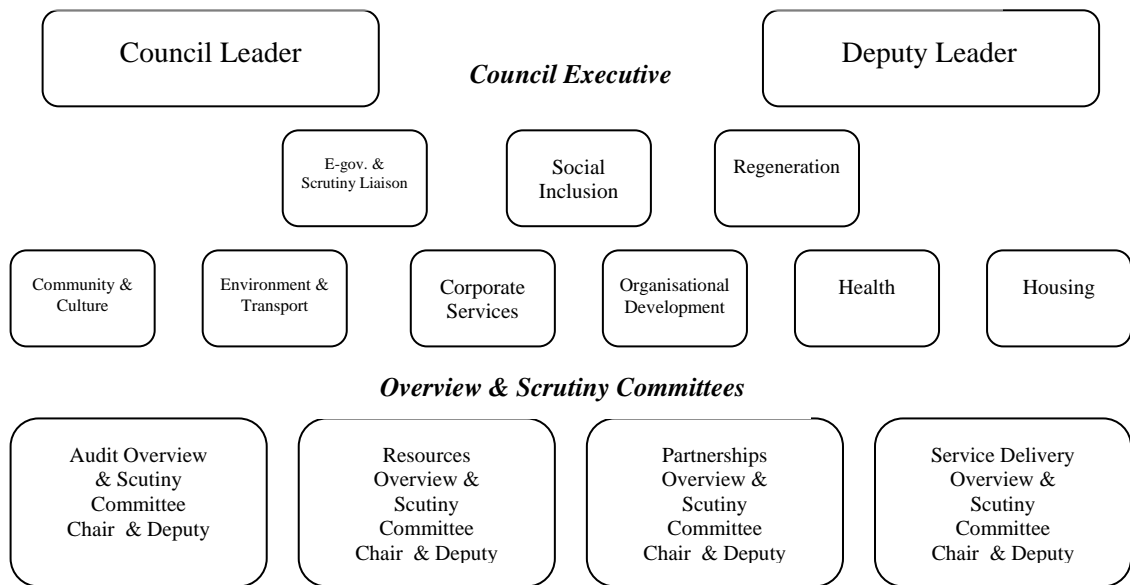 Council Leader
Council Executive
Deputy Leader
E-gov. &
Scrutiny Liaison
Social
Inclusion
Regeneration
Community &
Culture
Environment &
Transport
Corporate
Services
Organisational
Development
Health
Housing
Overview & Scrutiny Committees
Audit Overview
& Scutiny
Committee
Chair & Deputy
Resources
Overview &
Scutiny
Committee
Chair & Deputy
Partnerships
Overview &
Scutiny
Committee
Chair & Deputy
Service Delivery
Overview &
Scutiny
Committee
Chair & Deputy